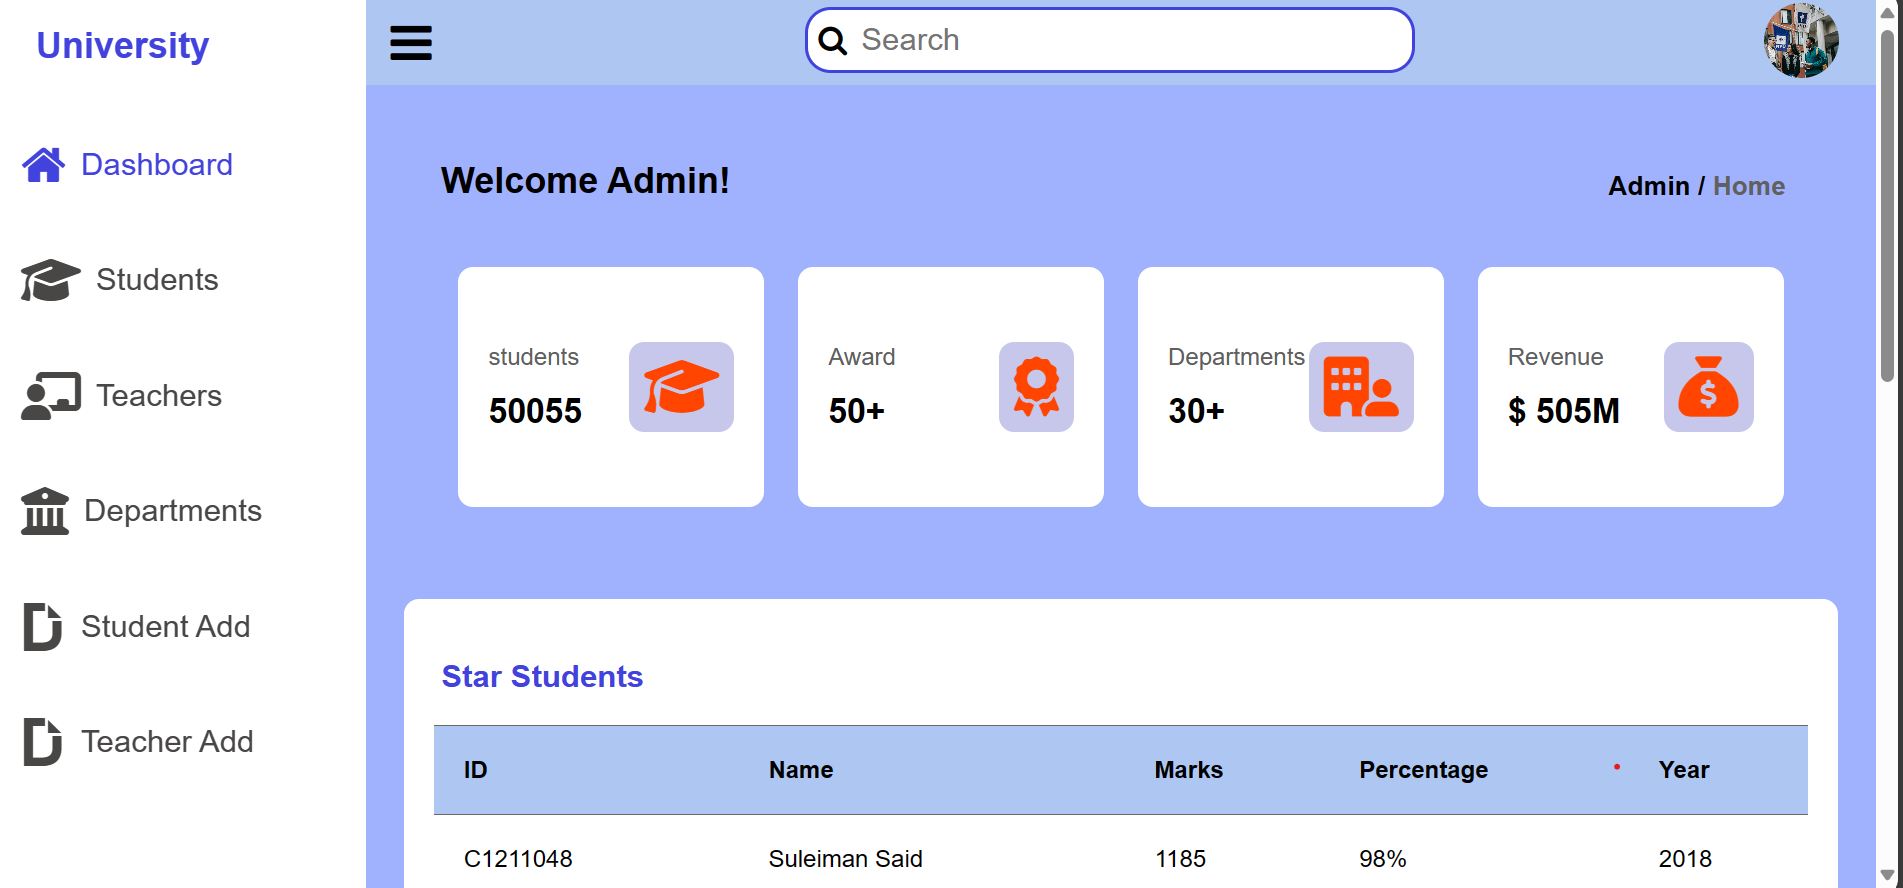 University
Search
Dashboard
Students
Teachers
Departments
Student Add
Teacher Add
Welcome Admin!
Admin / Home
students
50055
Award
50+
Departments
30+
Revenue
$ 505M
Star Students
ID Name Marks Percentage Year
C1211048 Suleiman Said 1185 98% 2018